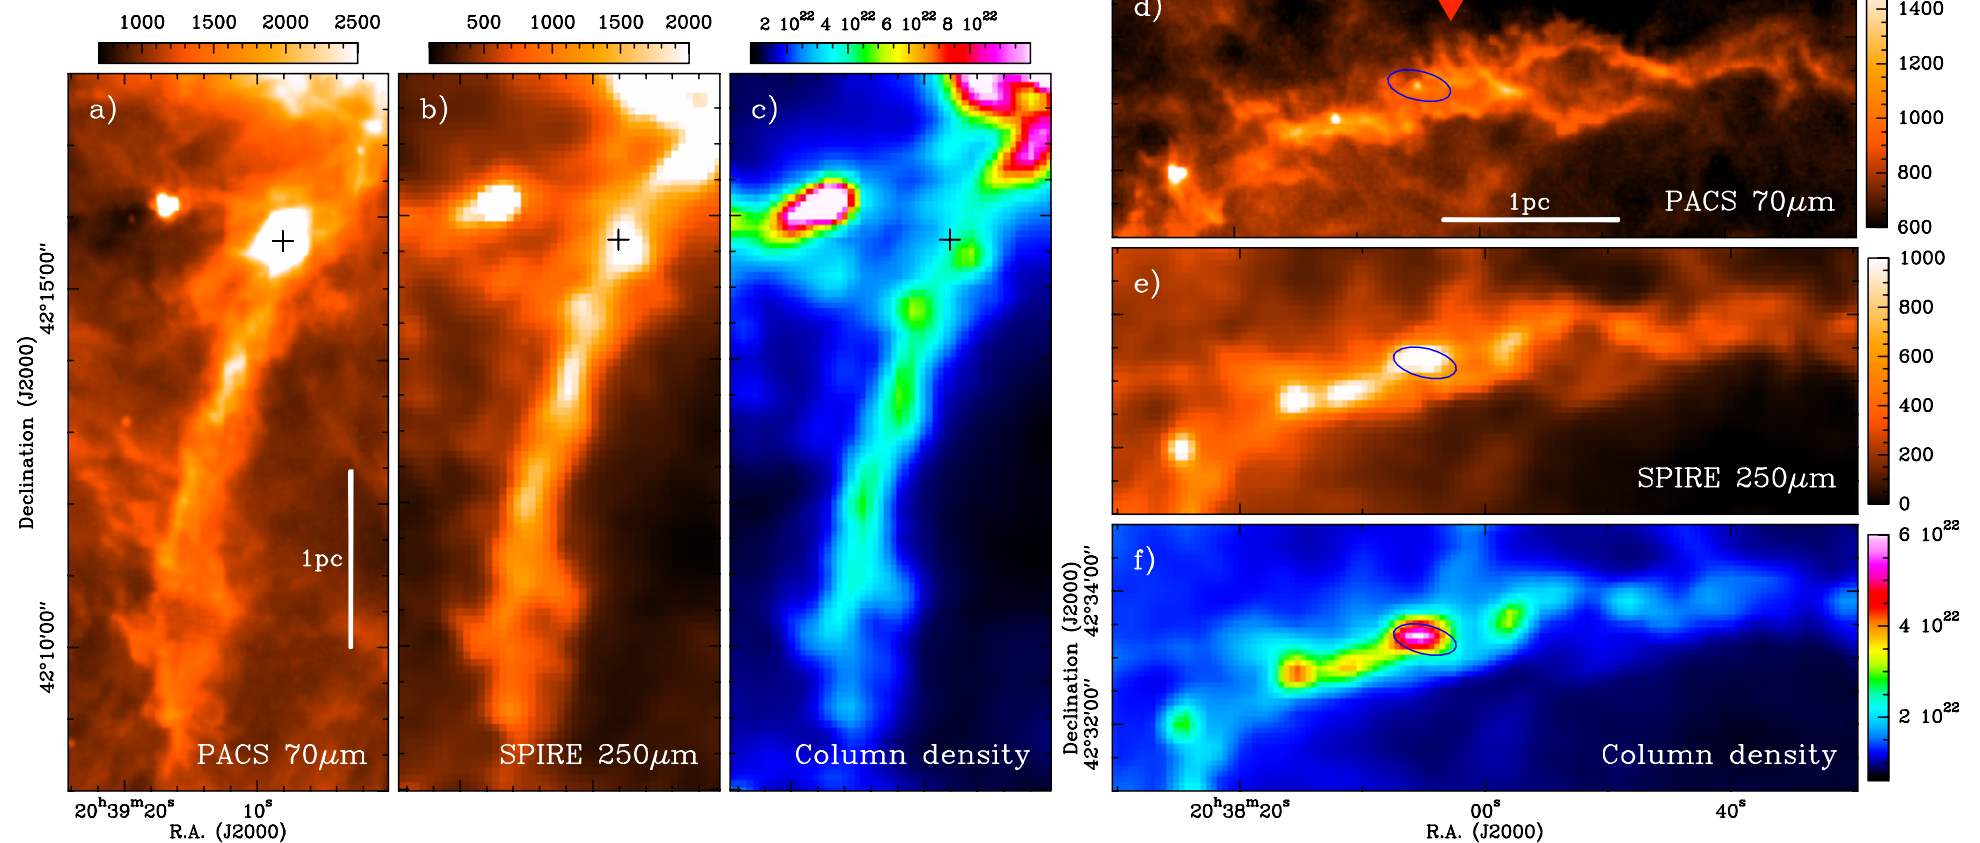 1000 1500 2000 2500
500 1000 1500 2000
2 10²² 4 10²² 6 10²² 8 10²²
a)
b)
c)
Declination (J2000)
42°15'00"
42°10'00"
1pc
PACS 70μm
SPIRE 250μm
Column density
20ʰ39ᵐ20ˢ 10ˢ
R.A. (J2000)
d)
1pc
PACS 70μm
1400
1200
1000
800
600
e)
SPIRE 250μm
1000
800
600
400
200
0
f)
Column density
6 10²²
4 10²²
2 10²²
Declination (J2000)
42°34'00"
42°32'00"
20ʰ38ᵐ20ˢ 00ˢ 40ˢ
R.A. (J2000)